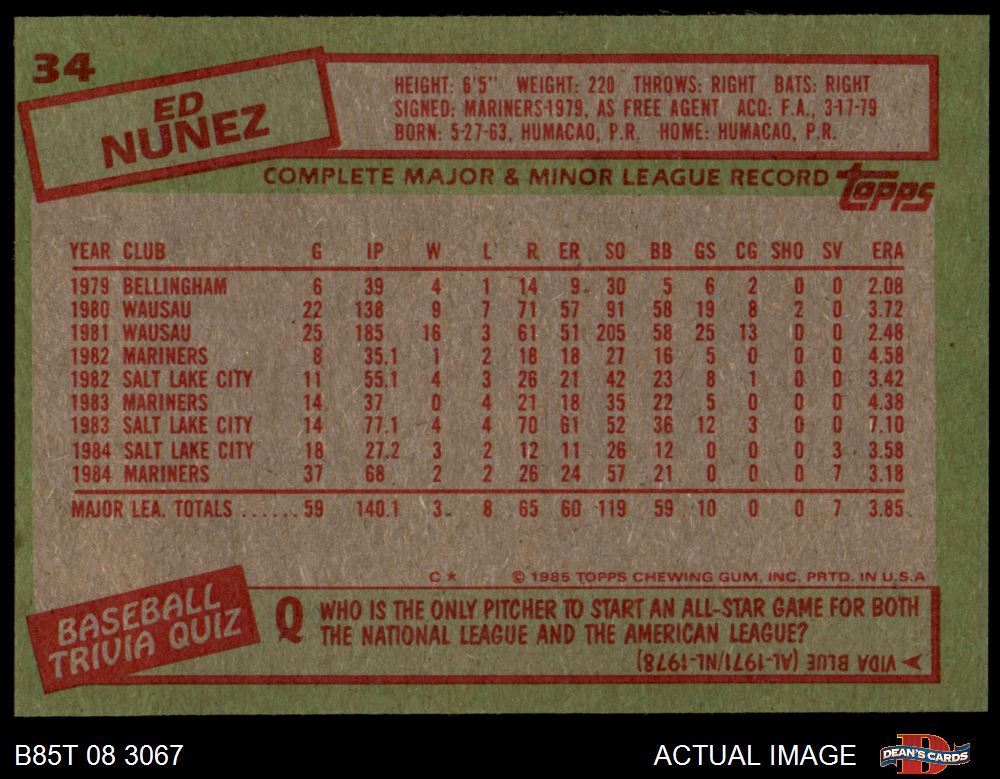 34
ED
NUNEZ
HEIGHT: 6'5" WEIGHT: 220 THROWS: RIGHT BATS: RIGHT
SIGNED: MARINERS-1979, AS FREE AGENT ACQ: F.A., 3-17-79
BORN: 5-27-63, HUMACAO, P.R. HOME: HUMACAO, P.R.
COMPLETE MAJOR & MINOR LEAGUE RECORD topps
YEAR CLUB G IP W L R ER SO BB GS CG SHO SV ERA
1979 BELLINGHAM 6 39 4 1 14 9 30 5 6 2 0 0 2.08
1980 WAUSAU 22 138 9 7 71 57 91 58 19 8 2 0 3.72
1981 WAUSAU 25 185 16 3 61 51 205 58 25 13 0 0 2.48
1982 MARINERS 8 35.1 1 2 18 18 27 16 5 0 0 0 4.58
1982 SALT LAKE CITY 11 55.1 4 3 26 21 42 23 8 1 0 0 3.42
1983 MARINERS 14 37 0 4 21 18 35 22 5 0 0 0 4.38
1983 SALT LAKE CITY 14 77.1 4 4 70 61 52 36 12 3 0 0 7.10
1984 SALT LAKE CITY 18 27.2 3 2 12 11 26 12 0 0 0 3 3.58
1984 MARINERS 37 68 2 2 26 24 57 21 0 0 0 7 3.18
MAJOR LEA. TOTALS ...... 59 140.1 3 8 65 60 119 59 10 0 0 7 3.85
C* © 1985 TOPPS CHEWING GUM, INC. PRTD. IN U.S.A
BASEBALL
TRIVIA QUIZ
Q WHO IS THE ONLY PITCHER TO START AN ALL-STAR GAME FOR BOTH
THE NATIONAL LEAGUE AND THE AMERICAN LEAGUE?
VIDA BLUE (AL-1971/NL-1978)
B85T 08 3067 ACTUAL IMAGE DEAN'S CARDS